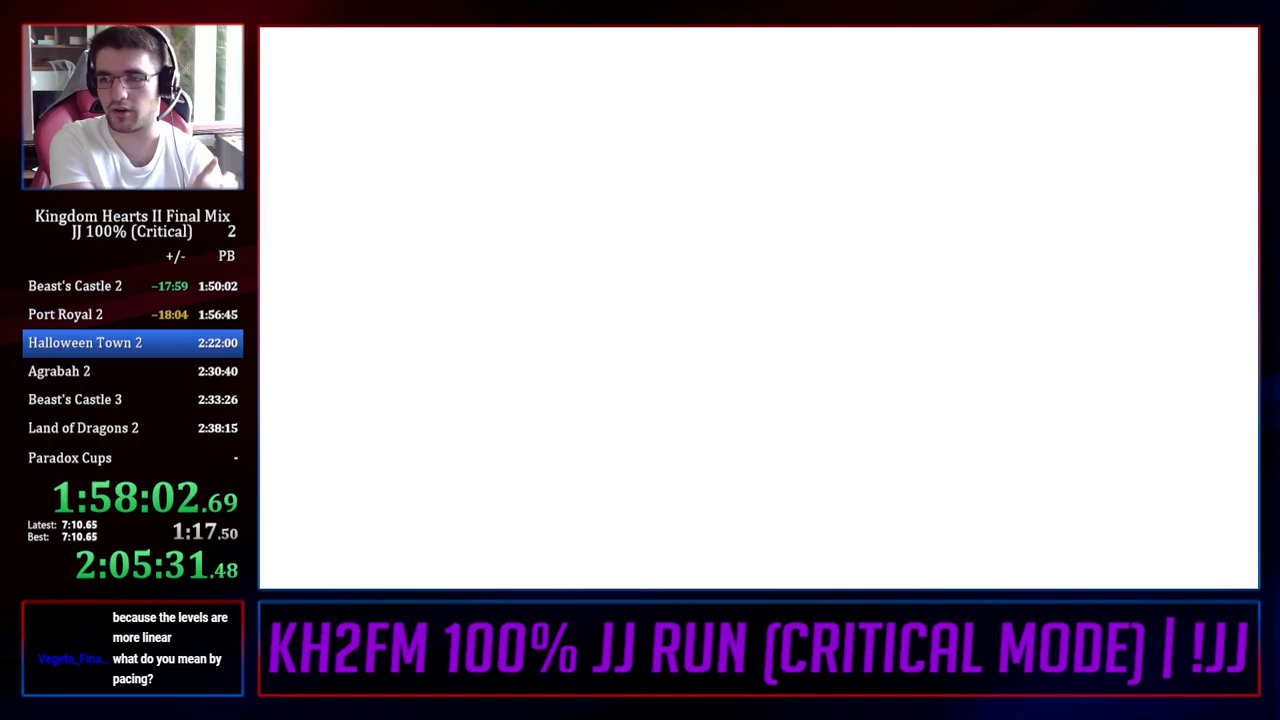 Kingdom Hearts II Final Mix
JJ 100% (Critical) 2
+/- PB
Beast's Castle 2 −17:59 1:50:02
Port Royal 2 −18:04 1:56:45
Halloween Town 2 2:22:00
Agrabah 2 2:30:40
Beast's Castle 3 2:33:26
Land of Dragons 2 2:38:15
Paradox Cups -
1:58:02.69
Latest: 7:10.65
Best: 7:10.65
1:17.50
2:05:31.48
because the levels are
more linear
Vegeta_Fina... what do you mean by
pacing?
KH2FM 100% JJ RUN (CRITICAL MODE) | !JJ